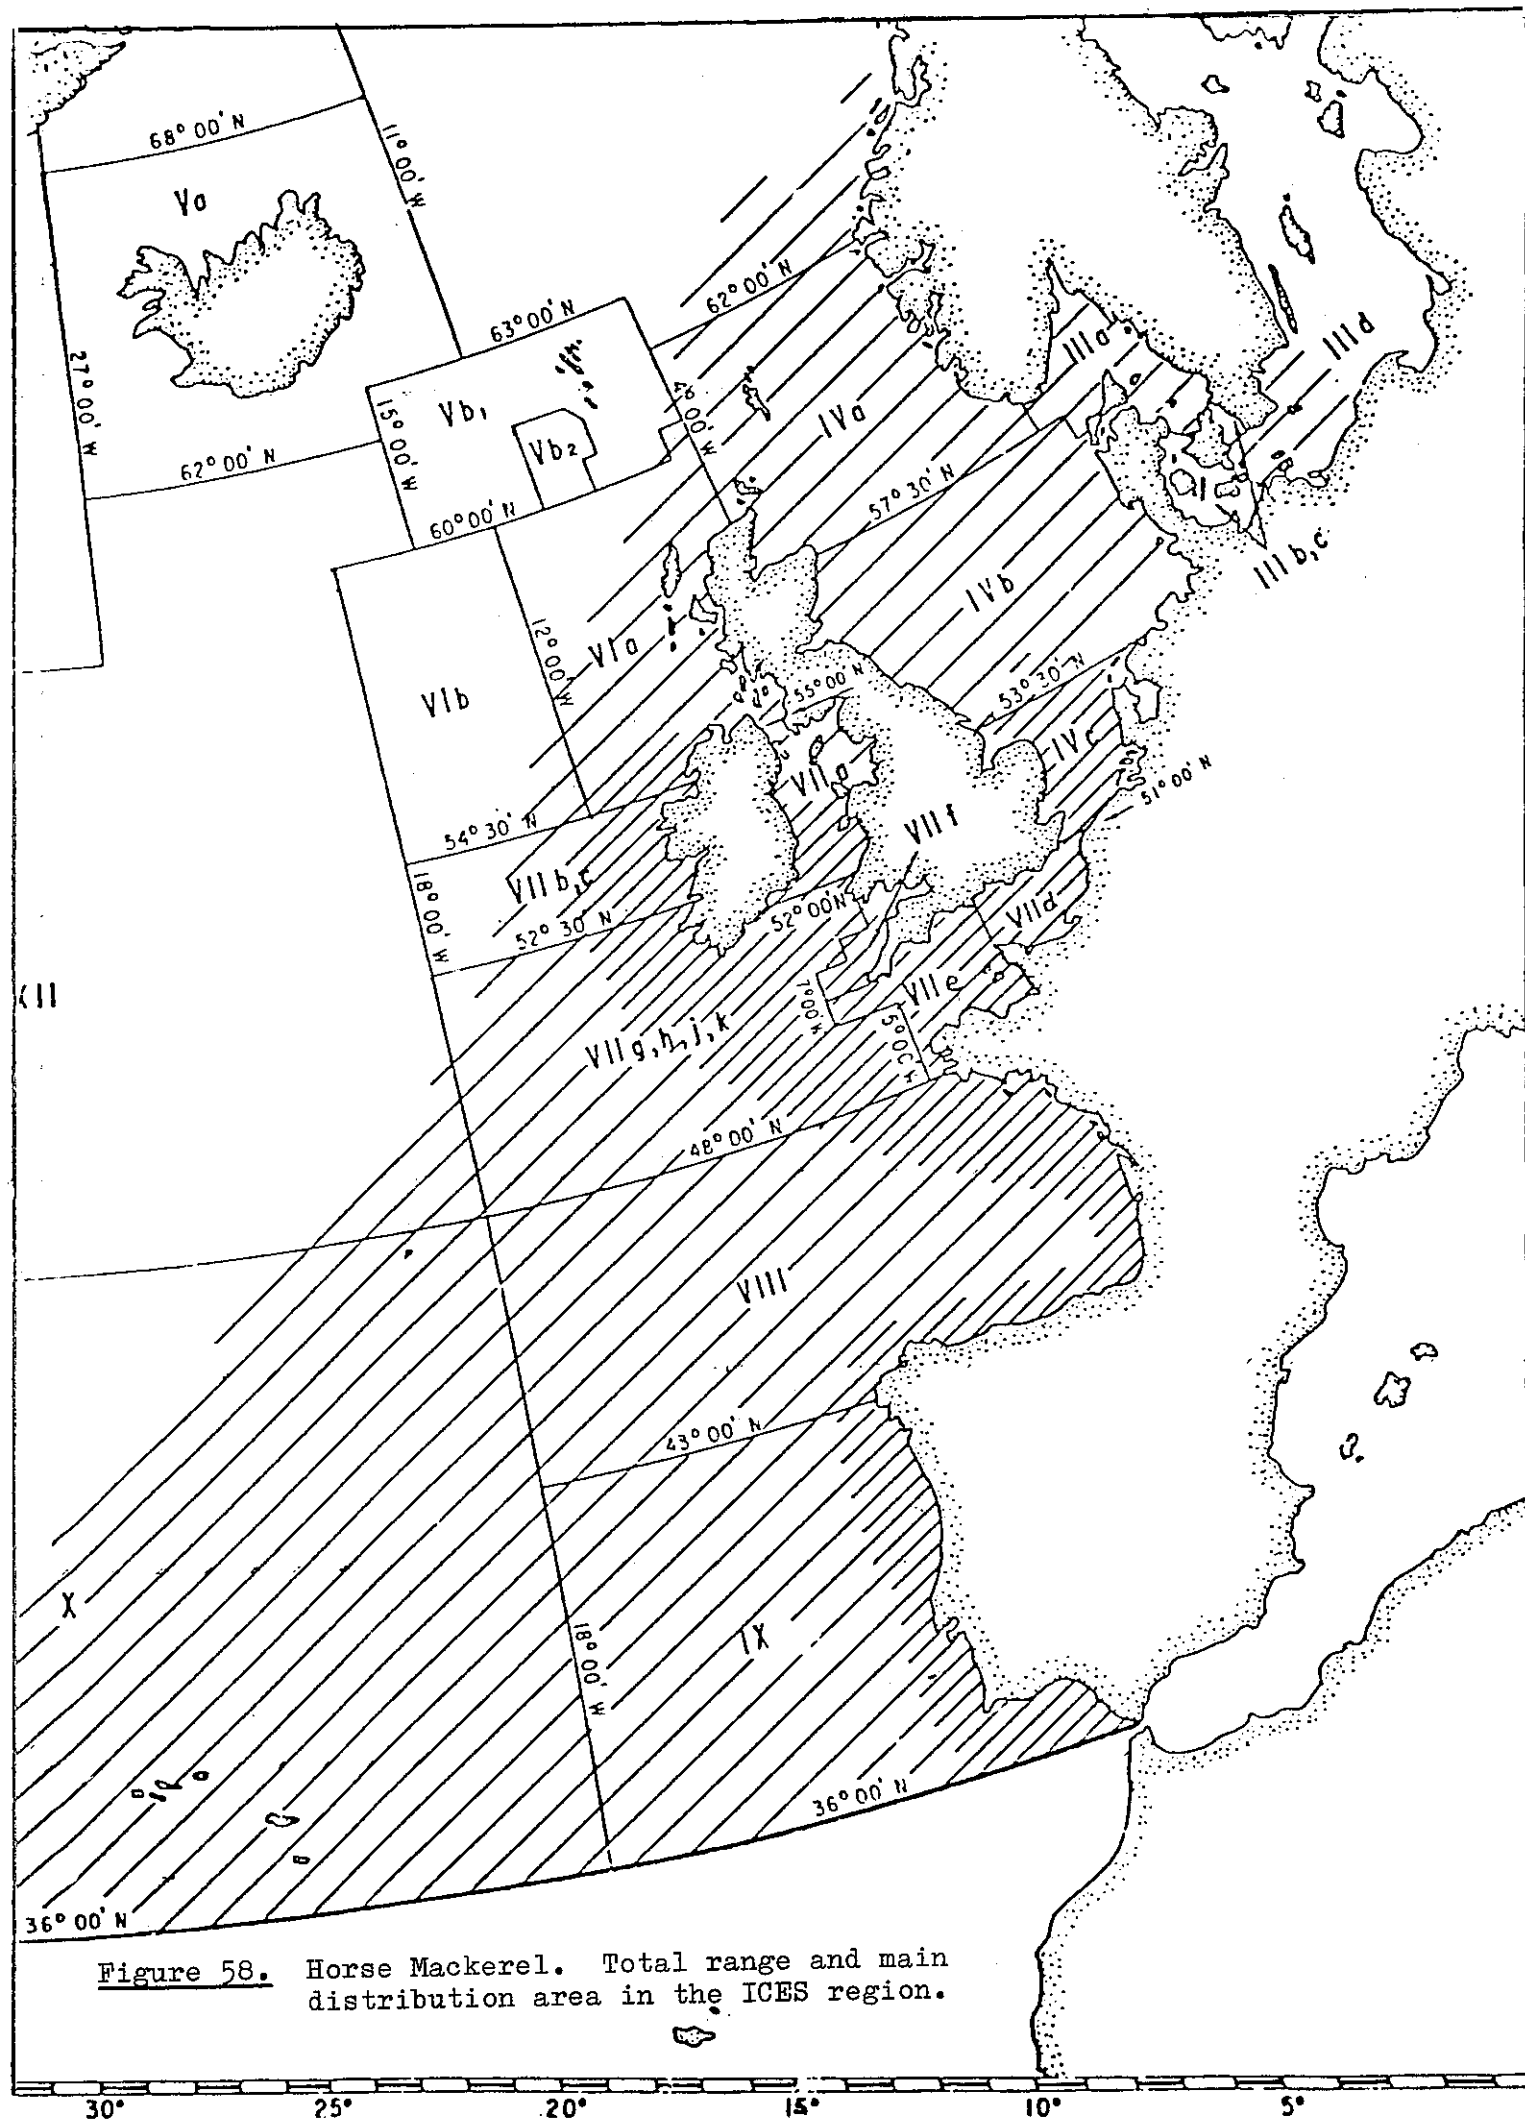 68° 00' N
11° 00' W
Va
62° 00' N
63° 00' N
27° 00' W
IIIa
IIId
15° 00' W
Vb1
4° 00' W
IVa
Vb2
62° 00' N
57° 30' N
60° 00' N
IIIb,c
IVb
12° 00' W
VIa
VIb
55° 00' N
53° 30' N
IVc
VIIa
51° 00' N
54° 30' N
VIIf
18° 00' W
VIIb,c
52° 30' N
52° 00' N
VIId
VIIe
7° 00' W
5° 00' W
VIIg,h,j,k
48° 00' N
VIII
43° 00' N
X
IX
18° 00' W
36° 00' N
36° 00' N
Figure 58. Horse Mackerel. Total range and main
distribution area in the ICES region.
30° 25° 20° 15° 10° 5°